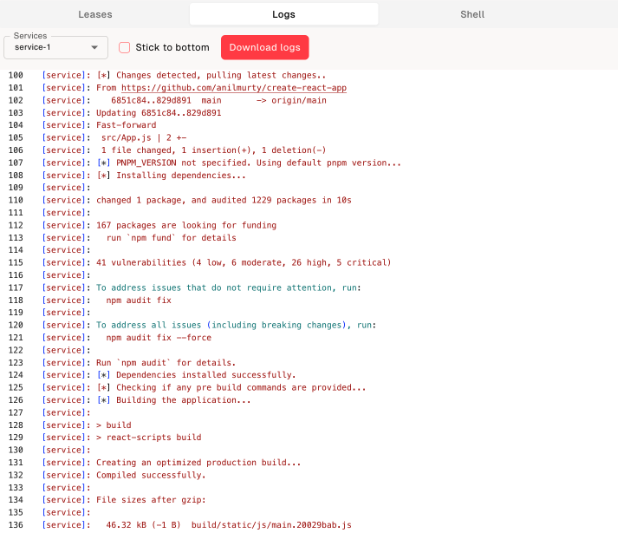 Leases Logs Shell
Services
service-1 Stick to bottom Download logs
100 [service]: [*] Changes detected, pulling latest changes..
101 [service]: From https://github.com/anilmurty/create-react-app
102 [service]:    6851c84..829d891  main       -> origin/main
103 [service]: Updating 6851c84..829d891
104 [service]: Fast-forward
105 [service]:  src/App.js | 2 +-
106 [service]:  1 file changed, 1 insertion(+), 1 deletion(-)
107 [service]: [*] PNPM_VERSION not specified. Using default pnpm version...
108 [service]: [*] Installing dependencies...
109 [service]:
110 [service]: changed 1 package, and audited 1229 packages in 10s
111 [service]:
112 [service]: 167 packages are looking for funding
113 [service]:   run `npm fund` for details
114 [service]:
115 [service]: 41 vulnerabilities (4 low, 6 moderate, 26 high, 5 critical)
116 [service]:
117 [service]: To address issues that do not require attention, run:
118 [service]:   npm audit fix
119 [service]:
120 [service]: To address all issues (including breaking changes), run:
121 [service]:   npm audit fix --force
122 [service]:
123 [service]: Run `npm audit` for details.
124 [service]: [*] Dependencies installed successfully.
125 [service]: [*] Checking if any pre build commands are provided...
126 [service]: [*] Building the application...
127 [service]:
128 [service]: > build
129 [service]: > react-scripts build
130 [service]:
131 [service]: Creating an optimized production build...
132 [service]: Compiled successfully.
133 [service]:
134 [service]: File sizes after gzip:
135 [service]:
136 [service]:   46.32 kB (-1 B)  build/static/js/main.20029bab.js